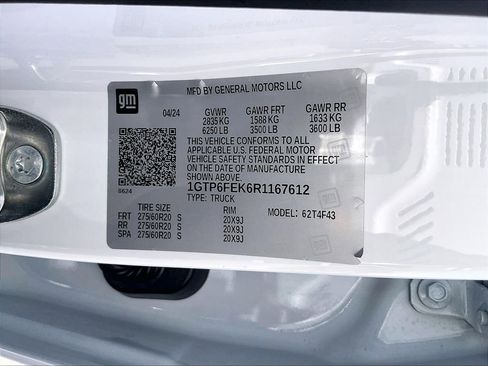 MFD BY GENERAL MOTORS LLC
gm
04/24 GVWR GAWR FRT GAWR RR
2835 KG 1588 KG 1633 KG
6250 LB 3500 LB 3600 LB
THIS VEHICLE CONFORMS TO ALL
APPLICABLE U.S. FEDERAL MOTOR
VEHICLE SAFETY STANDARDS IN EFFECT
ON THE DATE OF MANUFACTURE
SHOWN ABOVE.
S624
1GTP6FEK6R1167612
TYPE: TRUCK
TIRE SIZE RIM MODEL: 62T4F43
FRT 275/60R20 S 20X9J
RR 275/60R20 S 20X9J
SPA 275/60R20 S 20X9J